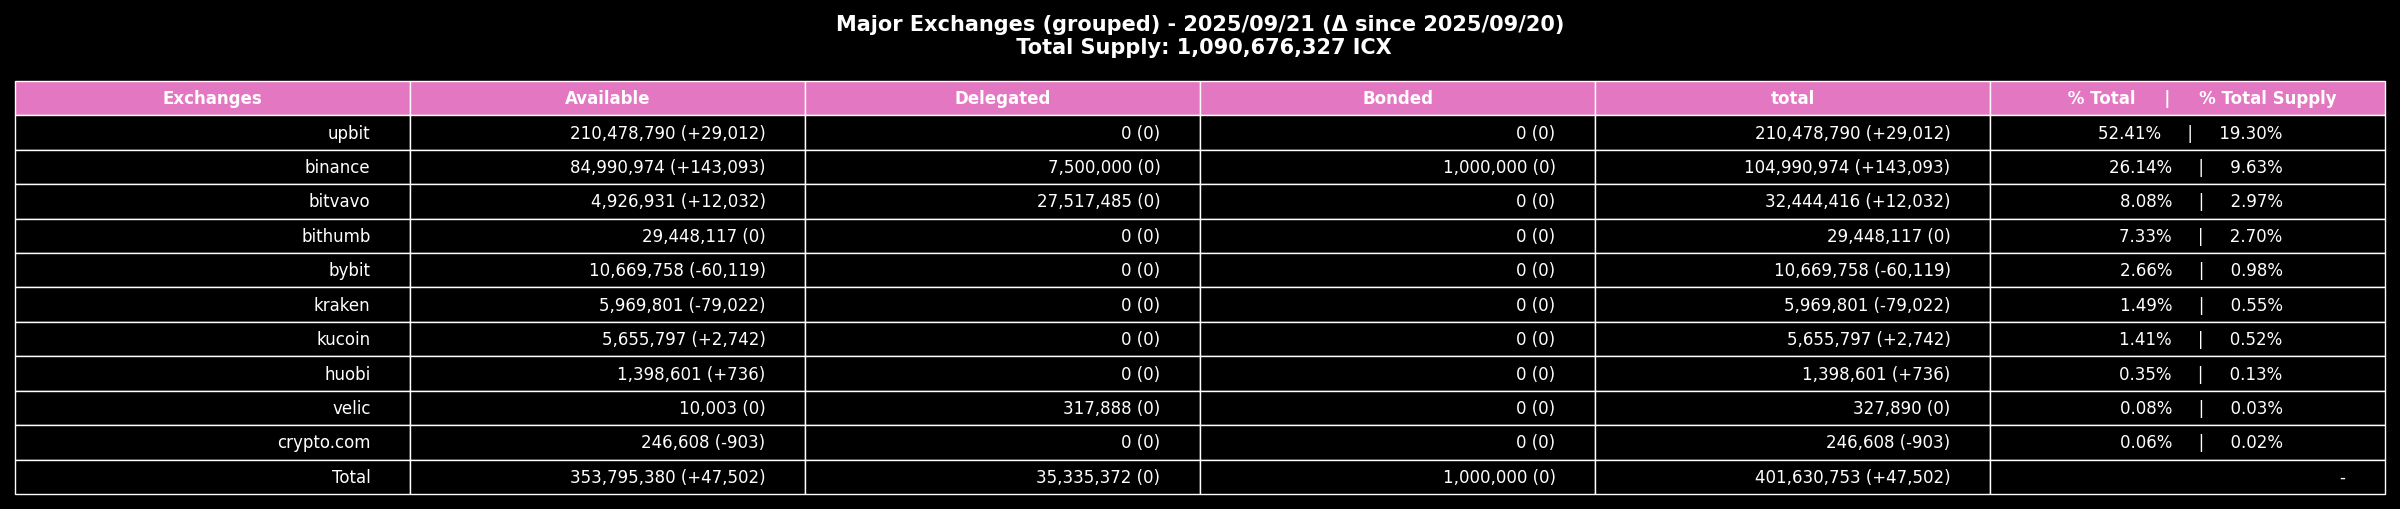 Major Exchanges (grouped) - 2025/09/21 (Δ since 2025/09/20)
Total Supply: 1,090,676,327 ICX
Exchanges Available Delegated Bonded total % Total | % Total Supply
upbit 210,478,790 (+29,012) 0 (0) 0 (0) 210,478,790 (+29,012) 52.41% | 19.30%
binance 84,990,974 (+143,093) 7,500,000 (0) 1,000,000 (0) 104,990,974 (+143,093) 26.14% | 9.63%
bitvavo 4,926,931 (+12,032) 27,517,485 (0) 0 (0) 32,444,416 (+12,032) 8.08% | 2.97%
bithumb 29,448,117 (0) 0 (0) 0 (0) 29,448,117 (0) 7.33% | 2.70%
bybit 10,669,758 (-60,119) 0 (0) 0 (0) 10,669,758 (-60,119) 2.66% | 0.98%
kraken 5,969,801 (-79,022) 0 (0) 0 (0) 5,969,801 (-79,022) 1.49% | 0.55%
kucoin 5,655,797 (+2,742) 0 (0) 0 (0) 5,655,797 (+2,742) 1.41% | 0.52%
huobi 1,398,601 (+736) 0 (0) 0 (0) 1,398,601 (+736) 0.35% | 0.13%
velic 10,003 (0) 317,888 (0) 0 (0) 327,890 (0) 0.08% | 0.03%
crypto.com 246,608 (-903) 0 (0) 0 (0) 246,608 (-903) 0.06% | 0.02%
Total 353,795,380 (+47,502) 35,335,372 (0) 1,000,000 (0) 401,630,753 (+47,502) -